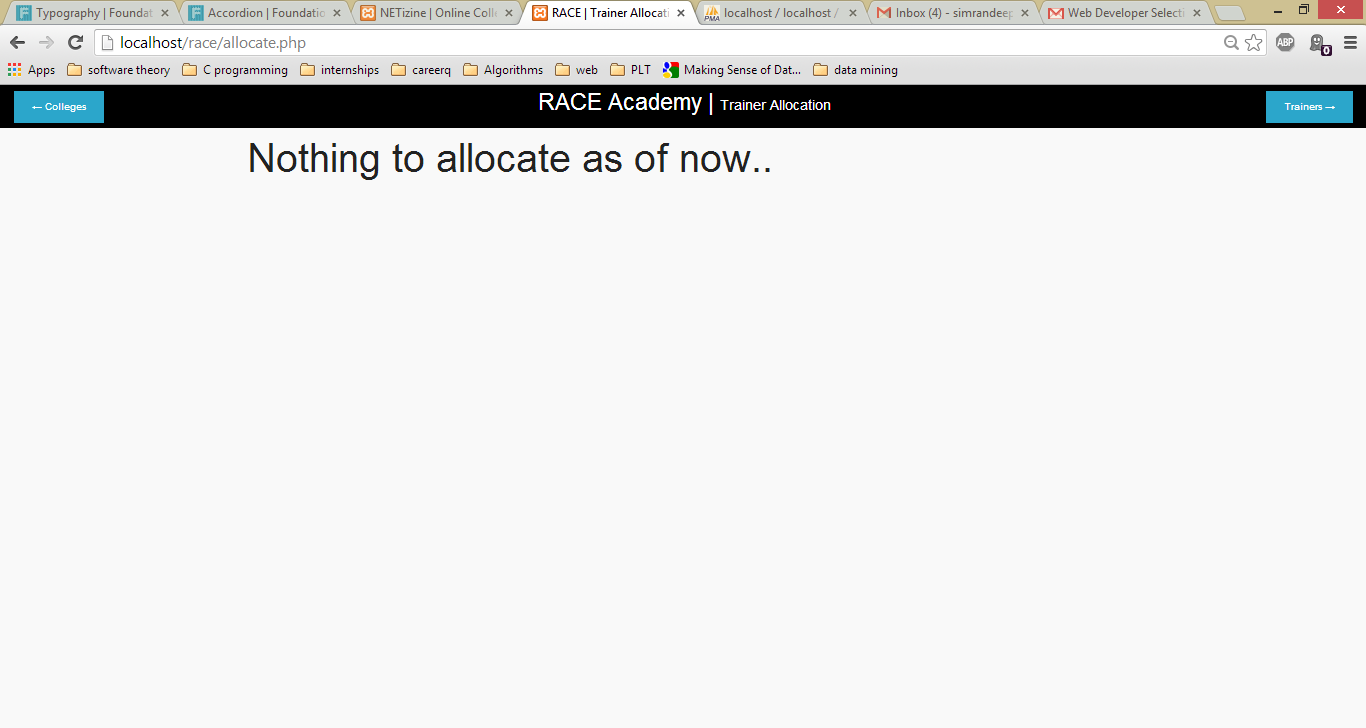 Typography | Foundat
Accordion | Foundatio
NETizine | Online Coll
RACE | Trainer Allocati
localhost / localhost /
Inbox (4) - simrandeep
Web Developer Selecti
localhost/race/allocate.php
ABP
0
Apps
software theory
C programming
internships
careerq
Algorithms
web
PLT
Making Sense of Dat...
data mining
← Colleges
RACE Academy | Trainer Allocation
Trainers →
Nothing to allocate as of now..